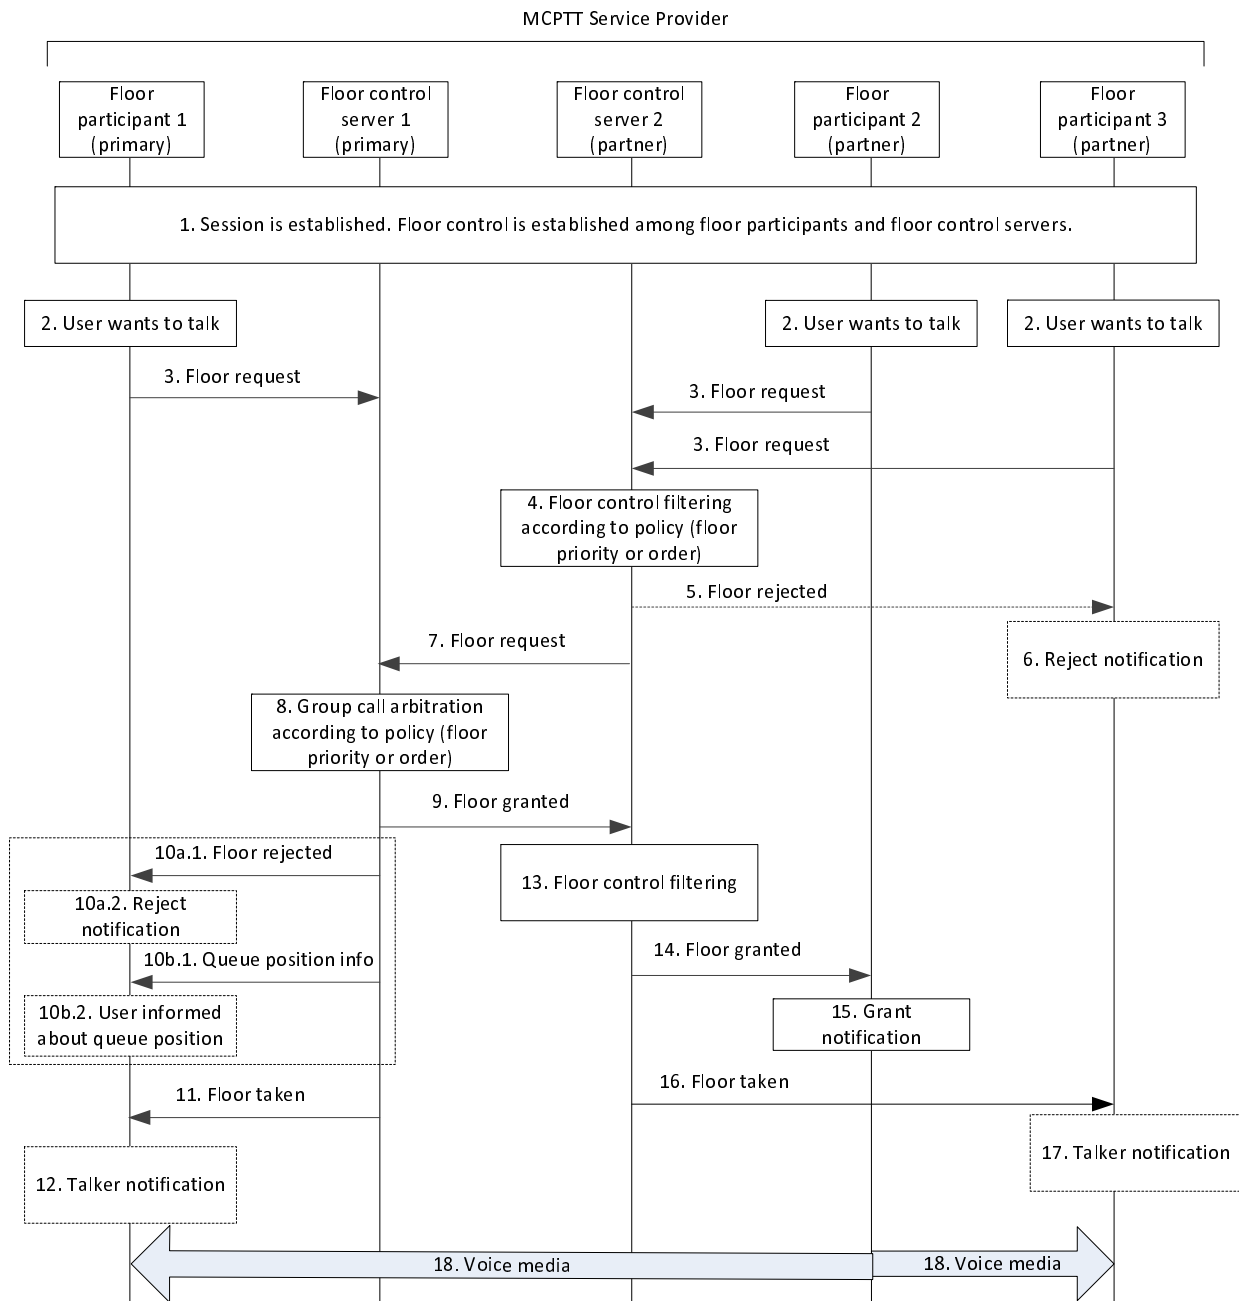 MCPTT Service Provider
Floor
participant 1
(primary)
Floor control
server 1
(primary)
Floor control
server 2
(partner)
Floor
participant 2
(partner)
Floor
participant 3
(partner)
1. Session is established. Floor control is established among floor participants and floor control servers.
2. User wants to talk
2. User wants to talk
2. User wants to talk
3. Floor request
3. Floor request
3. Floor request
4. Floor control filtering
according to policy (floor
priority or order)
5. Floor rejected
6. Reject notification
7. Floor request
8. Group call arbitration
according to policy (floor
priority or order)
9. Floor granted
10a.1. Floor rejected
10a.2. Reject
notification
10b.1. Queue position info
10b.2. User informed
about queue position
13. Floor control filtering
14. Floor granted
15. Grant
notification
11. Floor taken
16. Floor taken
12. Talker notification
17. Talker notification
18. Voice media
18. Voice media